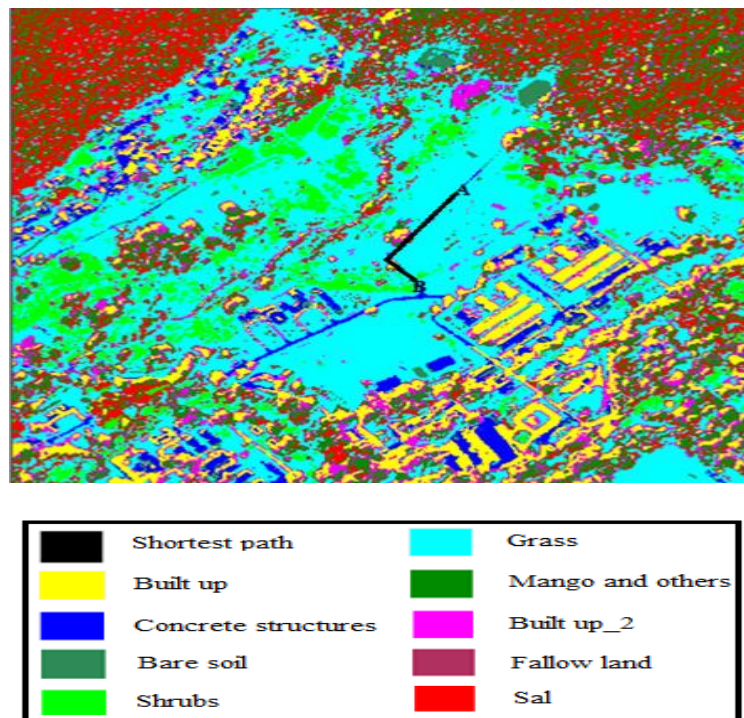 A
B
Shortest path
Grass
Built up
Mango and others
Concrete structures
Built up_2
Bare soil
Fallow land
Shrubs
Sal